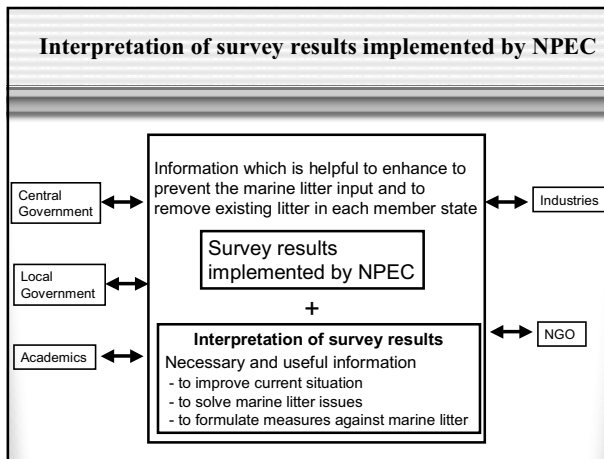 Interpretation of survey results implemented by NPEC
Information which is helpful to enhance to
prevent the marine litter input and to
remove existing litter in each member state
Central
Government
Industries
Survey results
implemented by NPEC
Local
Government
+
Interpretation of survey results
Necessary and useful information
- to improve current situation
- to solve marine litter issues
- to formulate measures against marine litter
Academics
NGO